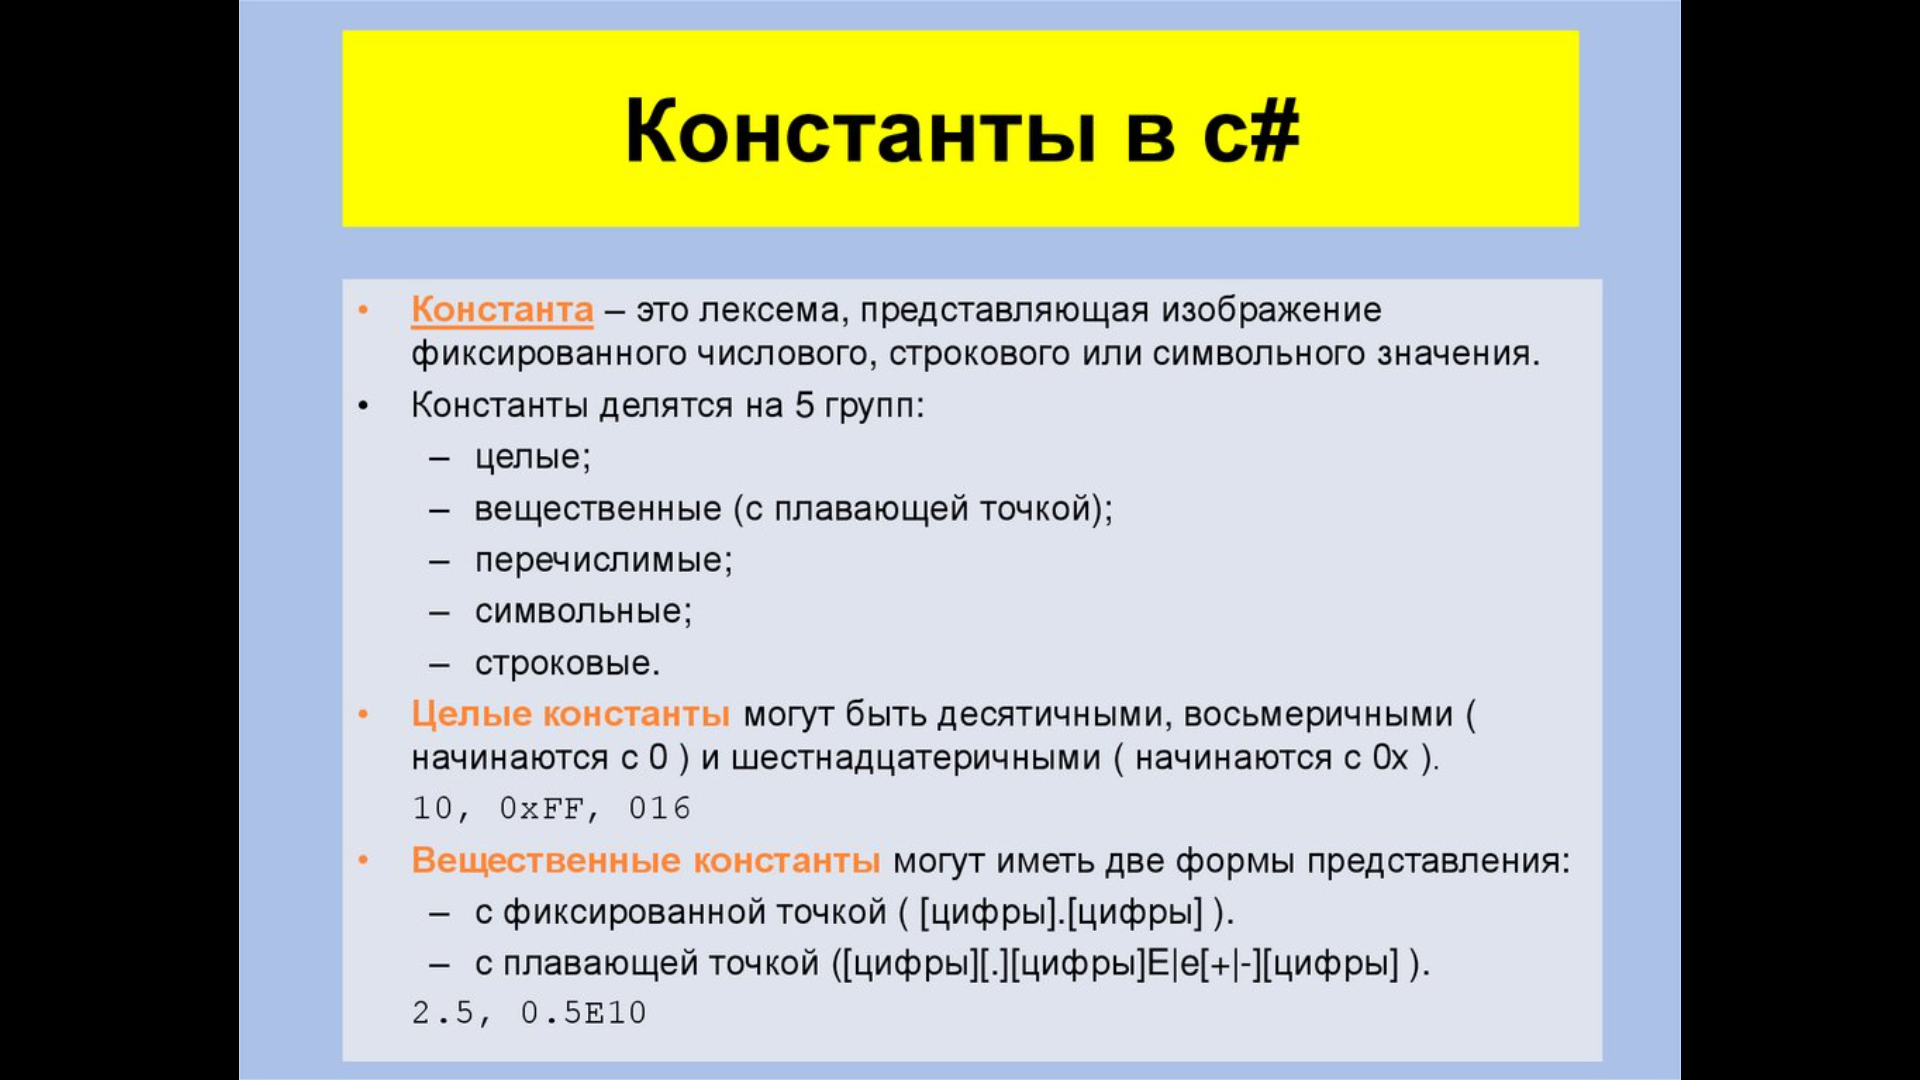 Константы в с#
• Константа – это лексема, представляющая изображение
фиксированного числового, строкового или символьного значения.
• Константы делятся на 5 групп:
– целые;
– вещественные (с плавающей точкой);
– перечислимые;
– символьные;
– строковые.
• Целые константы могут быть десятичными, восьмеричными (
начинаются с 0 ) и шестнадцатеричными ( начинаются с 0х ).
10, 0xFF, 016
• Вещественные константы могут иметь две формы представления:
– с фиксированной точкой ( [цифры].[цифры] ).
– с плавающей точкой ([цифры][.][цифры]E|e[+|-][цифры] ).
2.5, 0.5E10